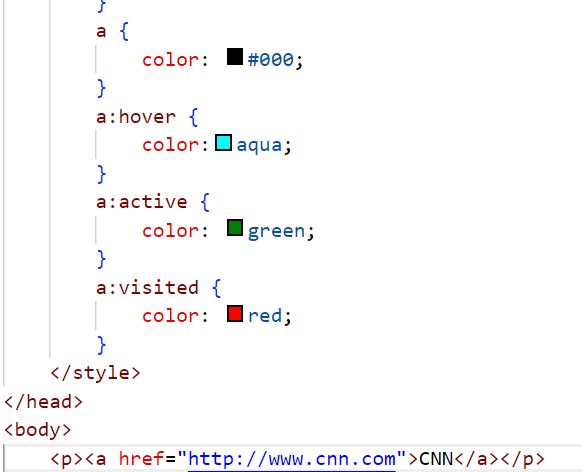 }
a {
color: #000;
}
a:hover {
color:aqua;
}
a:active {
color: green;
}
a:visited {
color: red;
}
</style>
</head>
<body>
<p><a href="http://www.cnn.com">CNN</a></p>